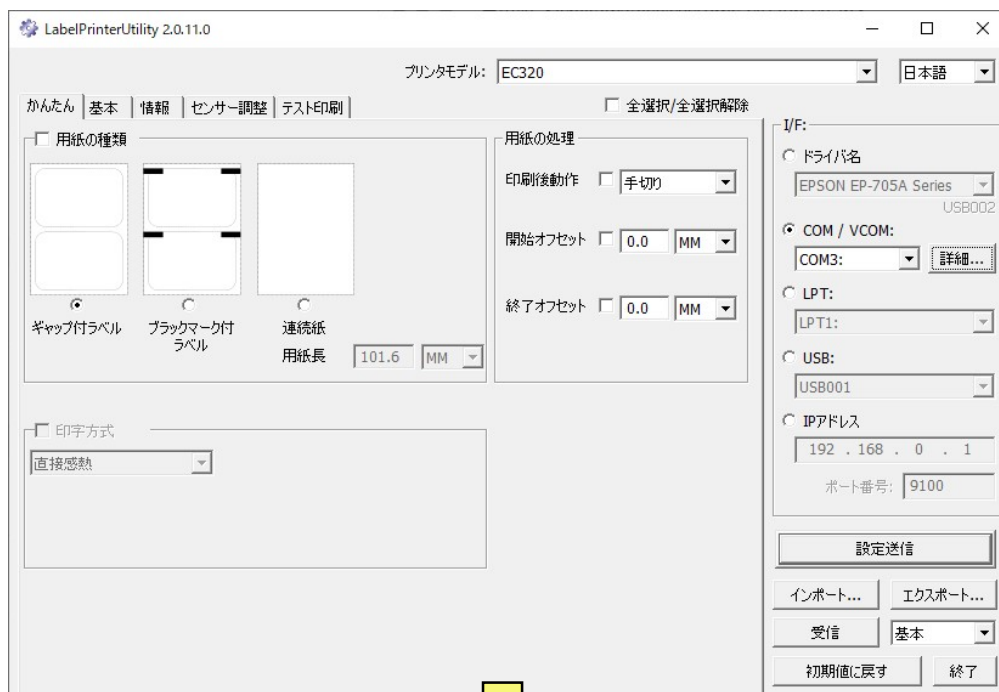 LabelPrinterUtility 2.0.11.0
プリンタモデル: EC320 日本語
かんたん 基本 情報 センサー調整 テスト印刷 全選択/全選択解除
用紙の種類
ギャップ付ラベル
ブラックマーク付
ラベル
連続紙
用紙長 101.6 MM
用紙の処理
印刷後動作 手切り
開始オフセット 0.0 MM
終了オフセット 0.0 MM
印字方式
直接感熱
I/F:
ドライバ名
EPSON EP-705A Series
USB002
COM / VCOM:
COM3: 詳細...
LPT:
LPT1:
USB:
USB001
IPアドレス
192 . 168 . 0 . 1
ポート番号: 9100
設定送信
インポート... エクスポート...
受信 基本
初期値に戻す 終了